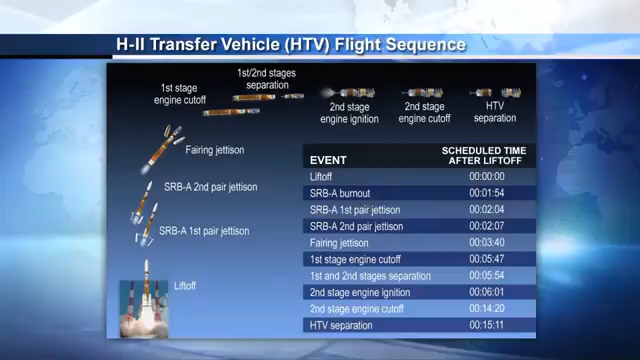 H-II Transfer Vehicle (HTV) Flight Sequence
1st stage
engine cutoff
1st/2nd stages
separation
2nd stage
engine ignition
2nd stage
engine cutoff
HTV
separation
Fairing jettison
SRB-A 2nd pair jettison
SRB-A 1st pair jettison
Liftoff
EVENT
SCHEDULED TIME
AFTER LIFTOFF
Liftoff 00:00:00
SRB-A burnout 00:01:54
SRB-A 1st pair jettison 00:02:04
SRB-A 2nd pair jettison 00:02:07
Fairing jettison 00:03:40
1st stage engine cutoff 00:05:47
1st and 2nd stages separation 00:05:54
2nd stage engine ignition 00:06:01
2nd stage engine cutoff 00:14:20
HTV separation 00:15:11